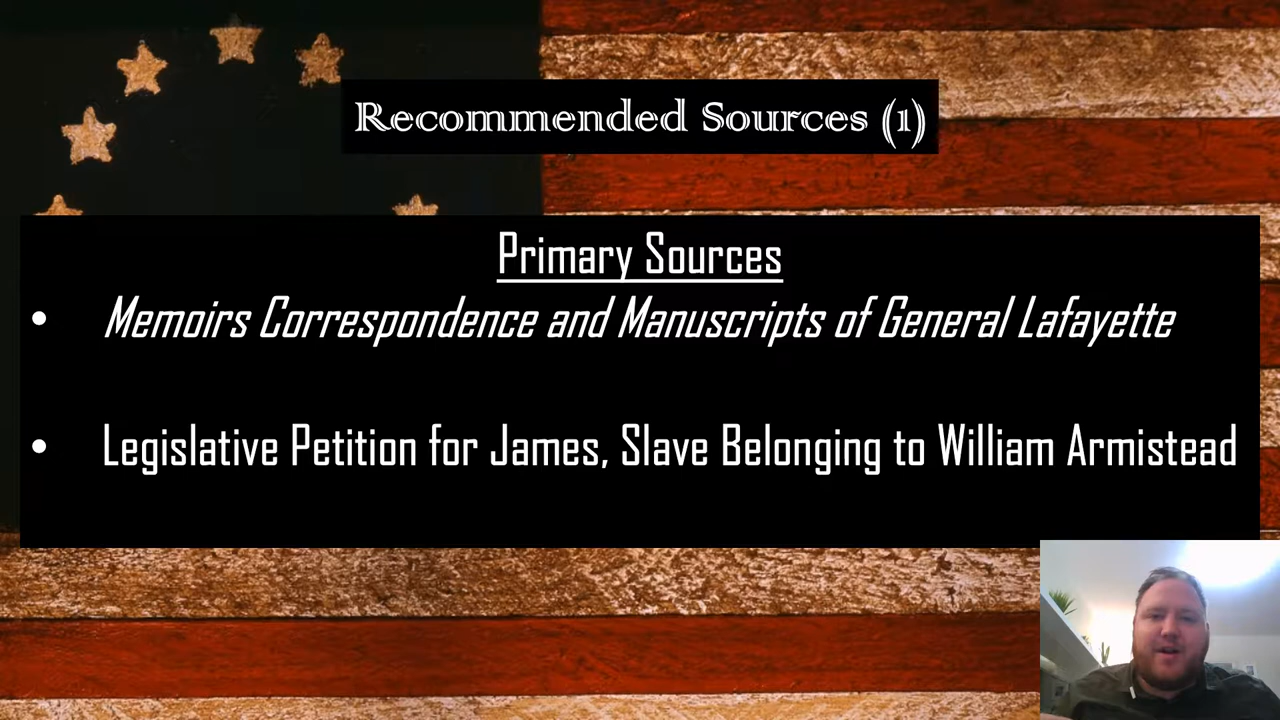 Recommended Sources (1)
Primary Sources
• Memoirs Correspondence and Manuscripts of General Lafayette
• Legislative Petition for James, Slave Belonging to William Armistead